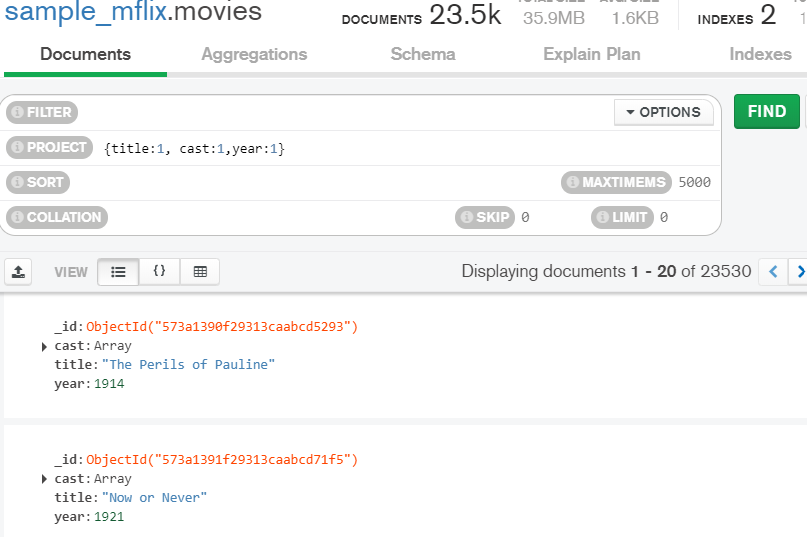 sample_mflix.movies DOCUMENTS 23.5k 35.9MB 1.6KB INDEXES 2
Documents Aggregations Schema Explain Plan Indexes
FILTER OPTIONS FIND
PROJECT {title:1, cast:1,year:1}
SORT MAXTIMEMS 5000
COLLATION SKIP 0 LIMIT 0
VIEW {} Displaying documents 1 - 20 of 23530
_id:ObjectId("573a1390f29313caabcd5293")
cast:Array
title:"The Perils of Pauline"
year:1914
_id:ObjectId("573a1391f29313caabcd71f5")
cast:Array
title:"Now or Never"
year:1921